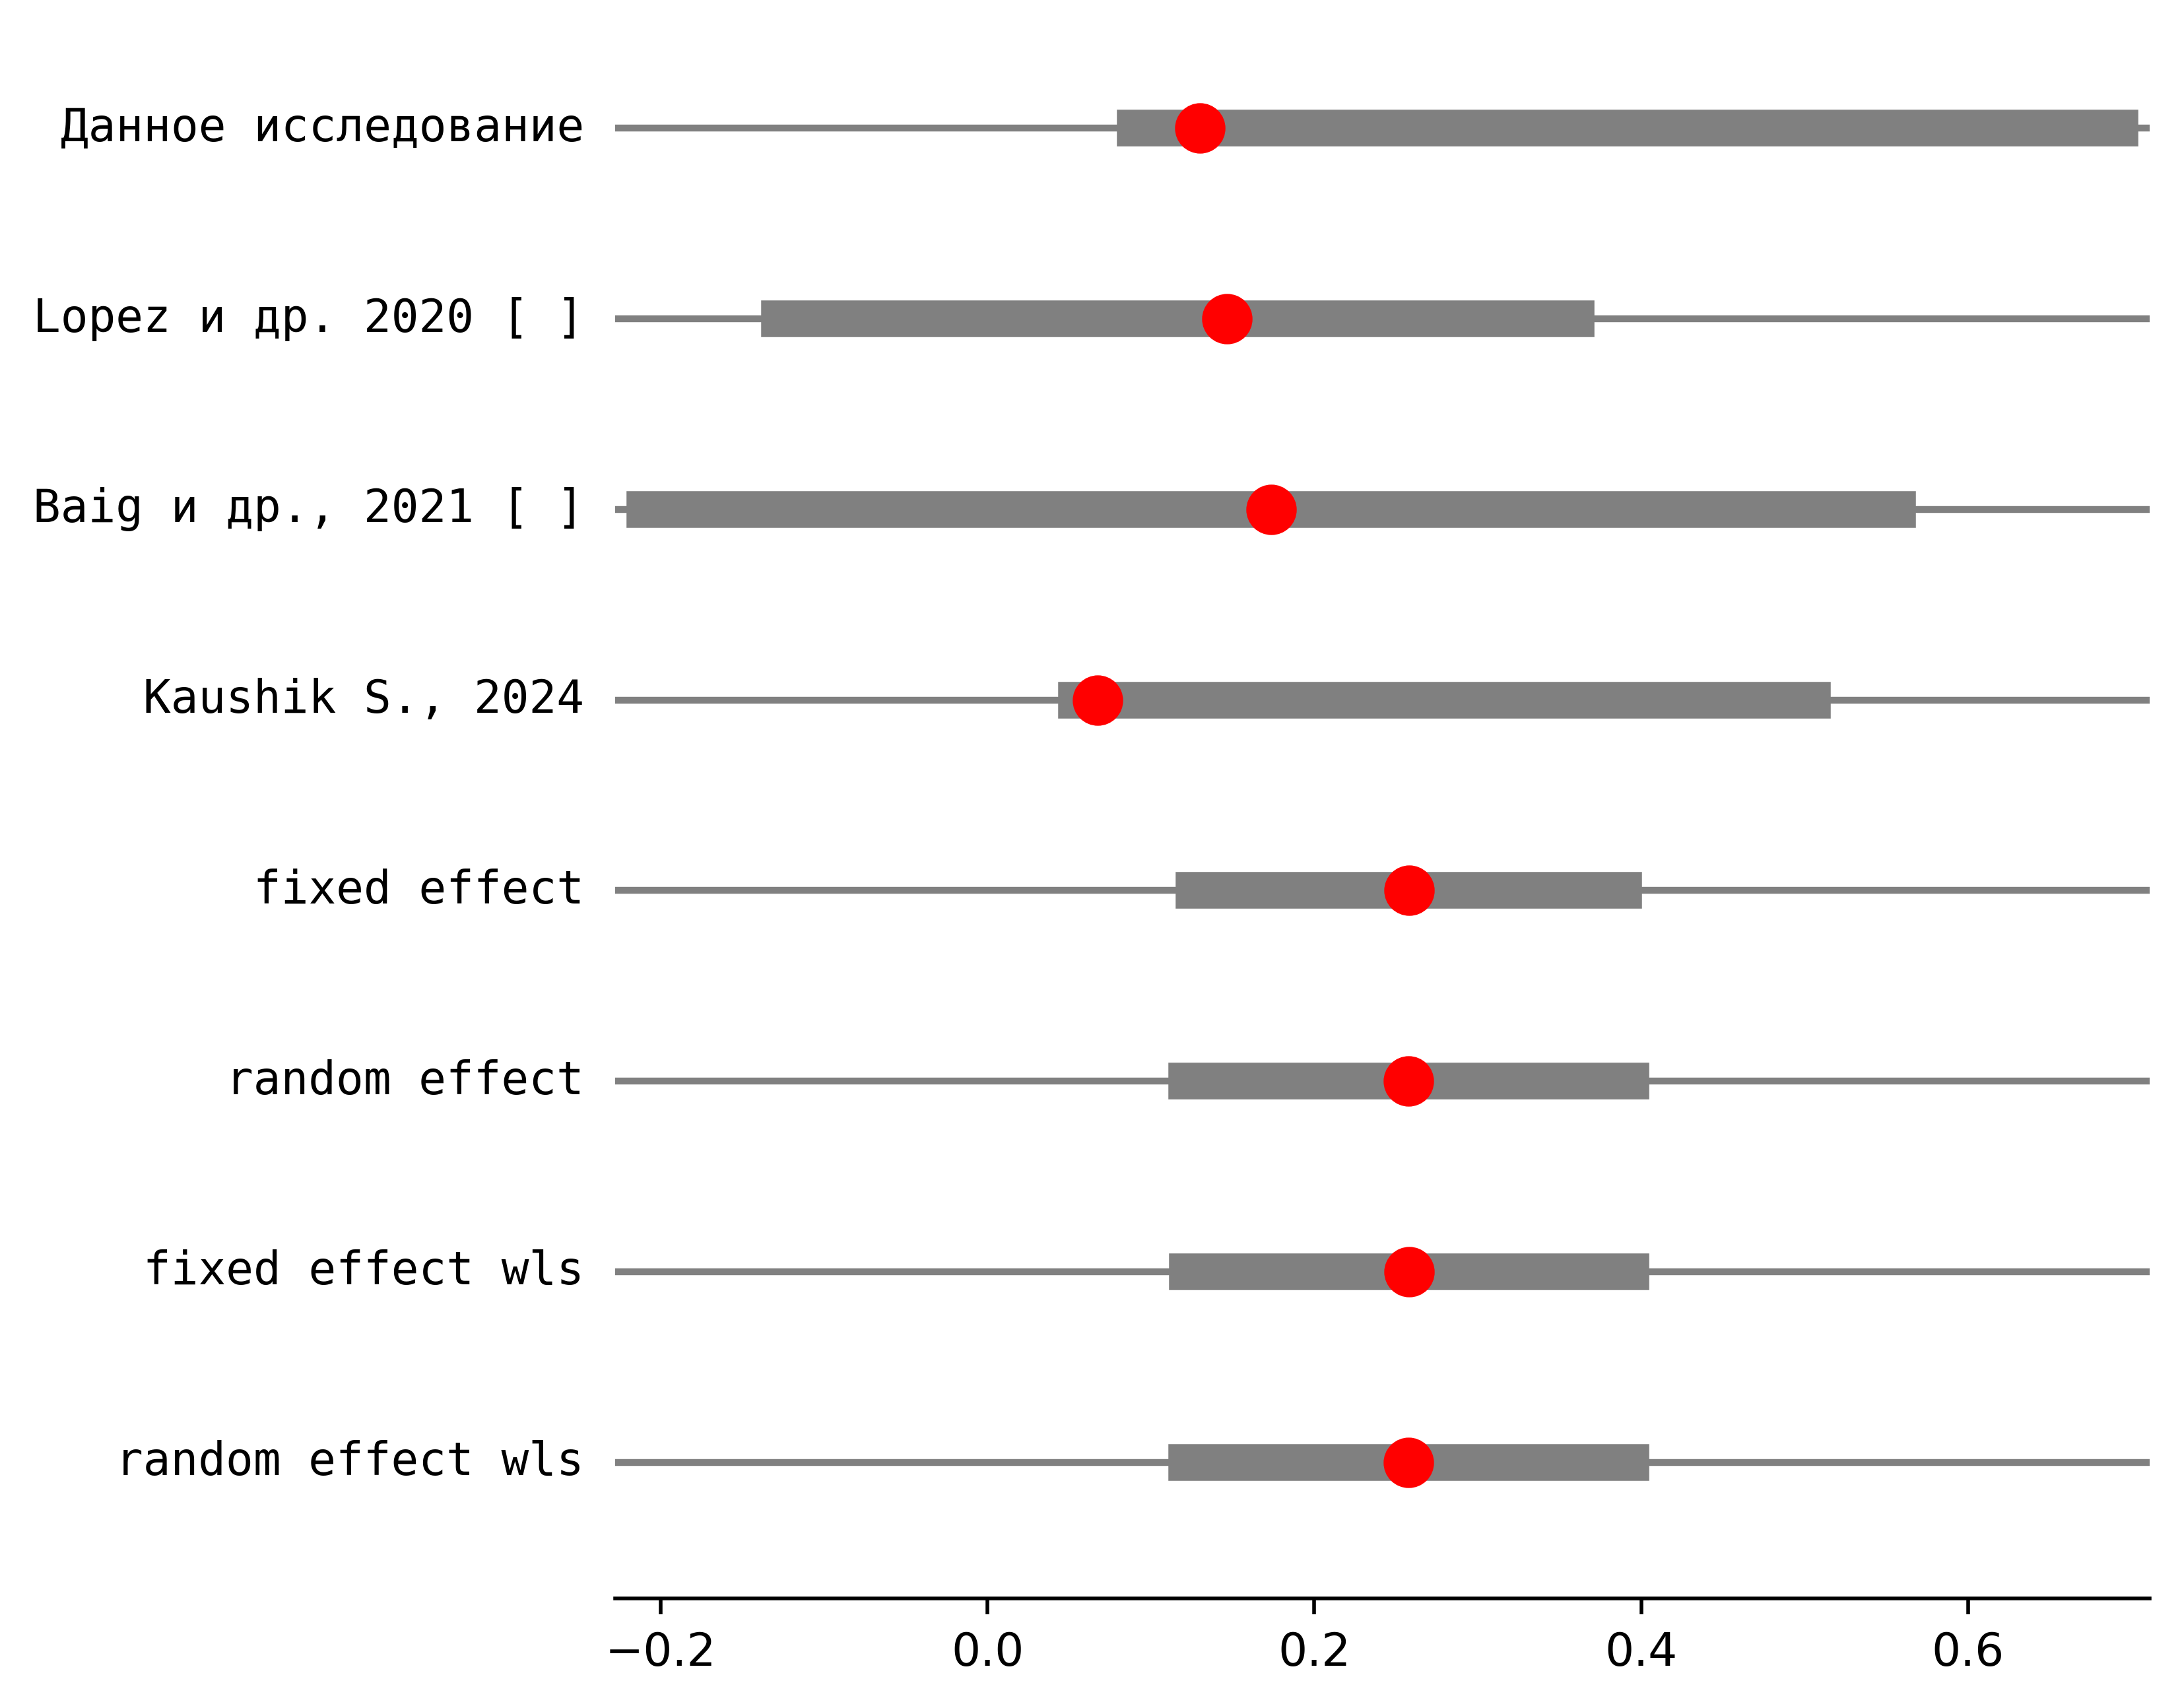 Данное исследование
Lopez и др. 2020 [ ]
Baig и др., 2021 [ ]
Kaushik S., 2024
fixed effect
random effect
fixed effect wls
random effect wls
−0.2 0.0 0.2 0.4 0.6